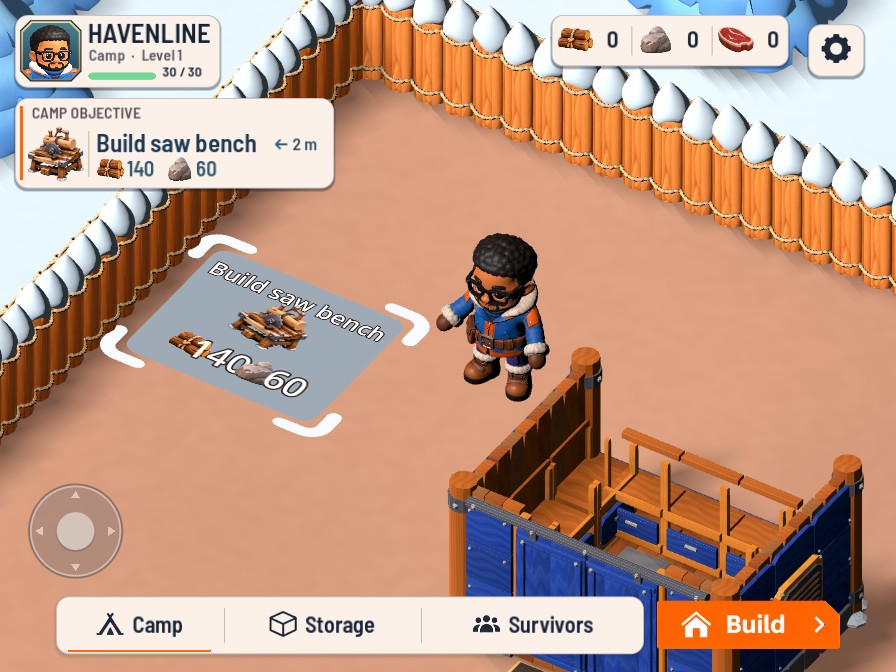 HAVENLINE
Camp · Level 1
30 / 30
0
0
0
CAMP OBJECTIVE
Build saw bench
← 2 m
140
60
Build saw bench
140
60
Camp
Storage
Survivors
Build